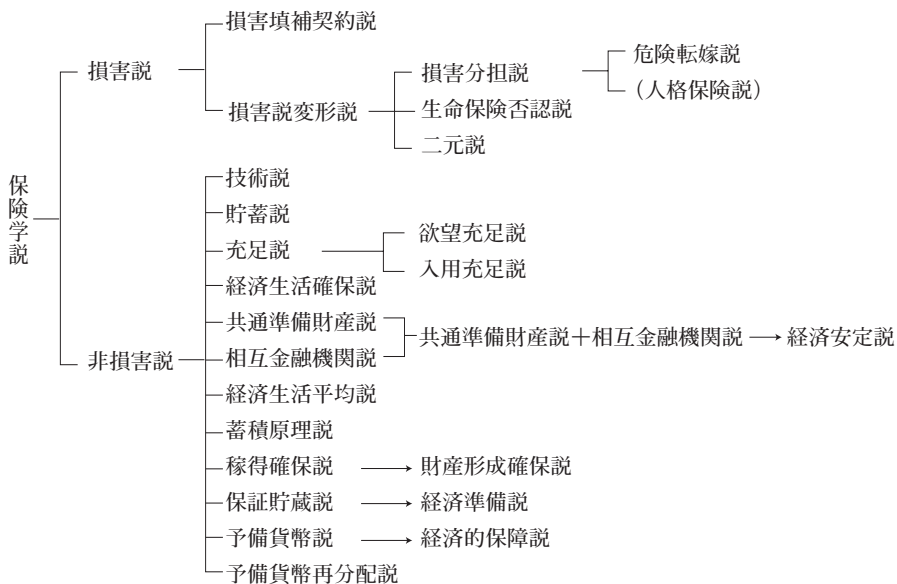 保険学説
損害説
損害填補契約説
損害説変形説
損害分担説
危険転嫁説
(人格保険説)
生命保険否認説
二元説
非損害説
技術説
貯蓄説
充足説
欲望充足説
入用充足説
経済生活確保説
共通準備財産説
相互金融機関説
共通準備財産説+相互金融機関説 → 経済安定説
経済生活平均説
蓄積原理説
稼得確保説 → 財産形成確保説
保証貯蔵説 → 経済準備説
予備貨幣説 → 経済的保障説
予備貨幣再分配説